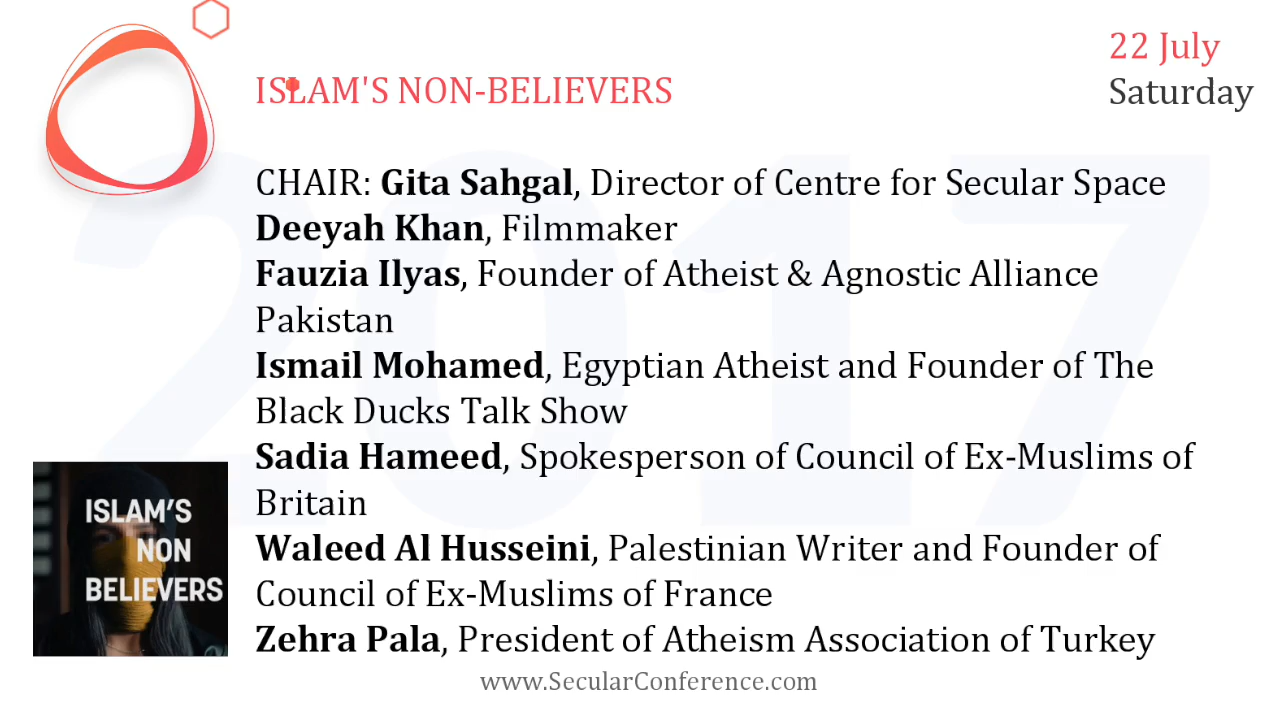 22 July
Saturday
ISLAM'S NON-BELIEVERS
2017
CHAIR: Gita Sahgal, Director of Centre for Secular Space
Deeyah Khan, Filmmaker
Fauzia Ilyas, Founder of Atheist & Agnostic Alliance
Pakistan
Ismail Mohamed, Egyptian Atheist and Founder of The
Black Ducks Talk Show
Sadia Hameed, Spokesperson of Council of Ex-Muslims of
Britain
Waleed Al Husseini, Palestinian Writer and Founder of
Council of Ex-Muslims of France
Zehra Pala, President of Atheism Association of Turkey
ISLAM'S
NON
BELIEVERS
www.SecularConference.com